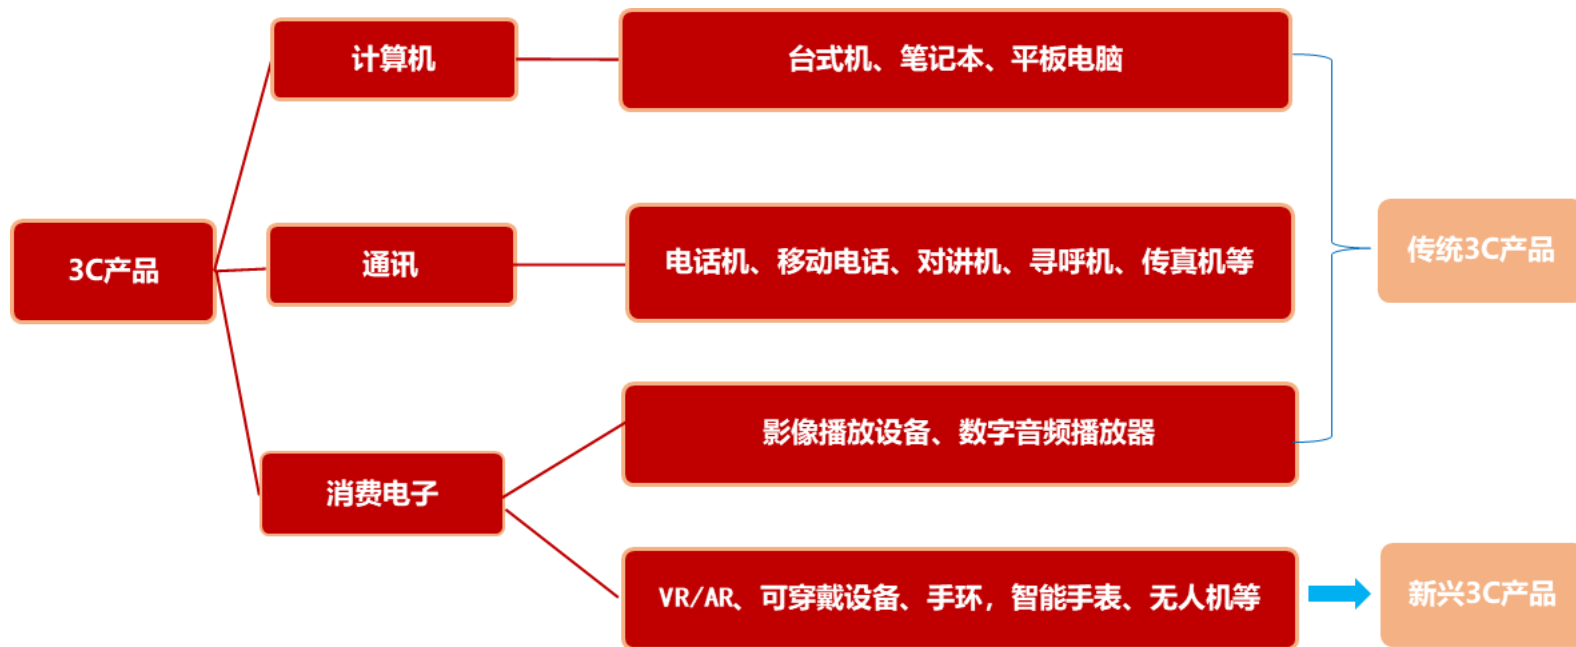 计算机
台式机、笔记本、平板电脑
3C产品
通讯
电话机、移动电话、对讲机、寻呼机、传真机等
传统3C产品
消费电子
影像播放设备、数字音频播放器
VR/AR、可穿戴设备、手环，智能手表、无人机等
新兴3C产品